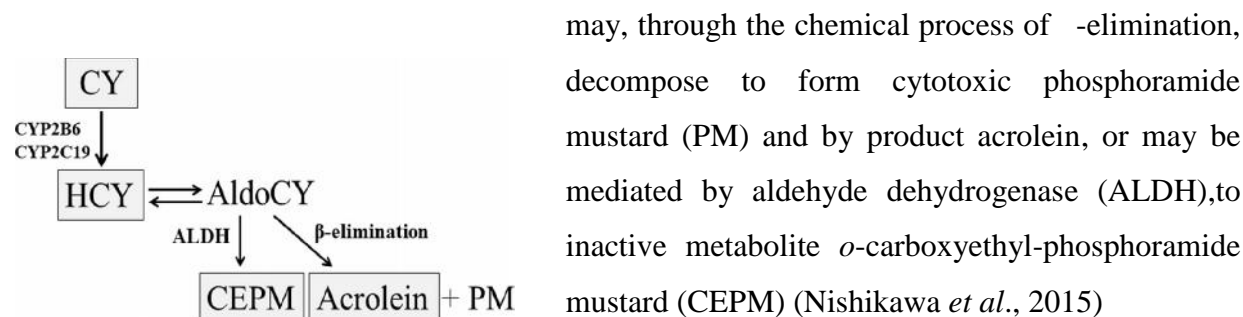 CY
CYP2B6
CYP2C19
HCY AldoCY
ALDH β-elimination
CEPM Acrolein + PM
may, through the chemical process of -elimination,
decompose to form cytotoxic phosphoramide
mustard (PM) and by product acrolein, or may be
mediated by aldehyde dehydrogenase (ALDH),to
inactive metabolite o-carboxyethyl-phosphoramide
mustard (CEPM) (Nishikawa et al., 2015)